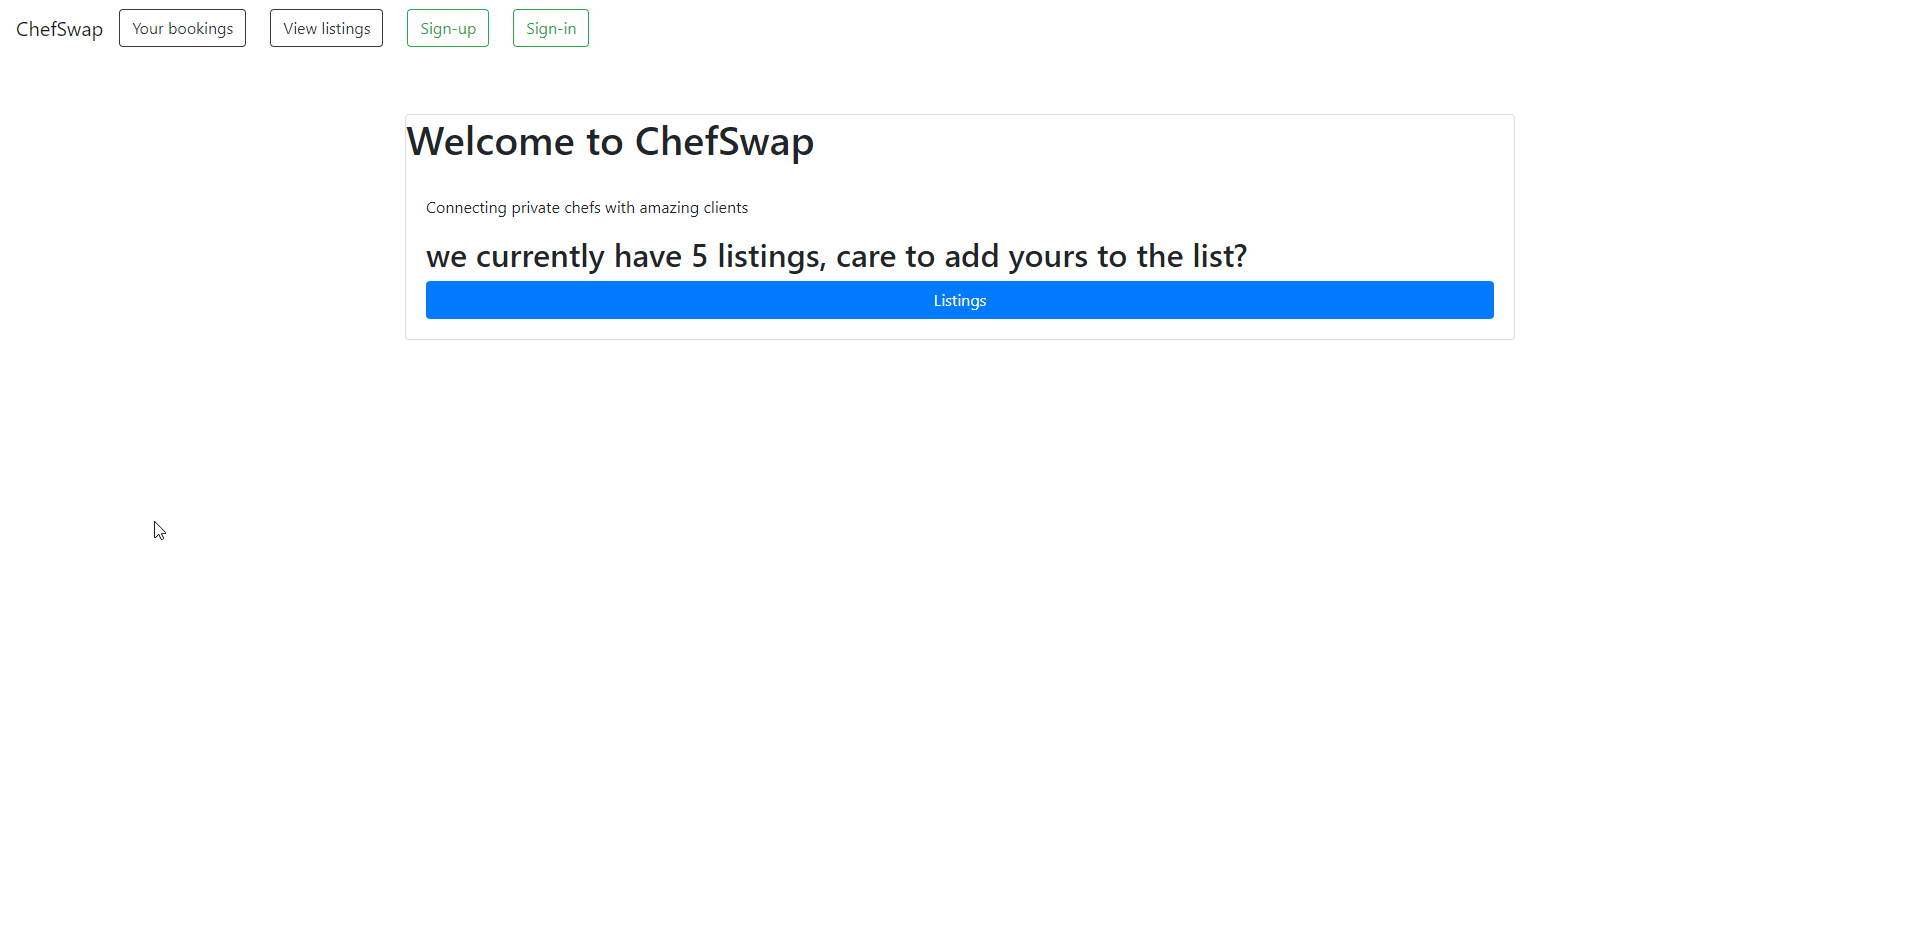 ChefSwap Your bookings View listings Sign-up Sign-in
Welcome to ChefSwap
Connecting private chefs with amazing clients
we currently have 5 listings, care to add yours to the list?
Listings